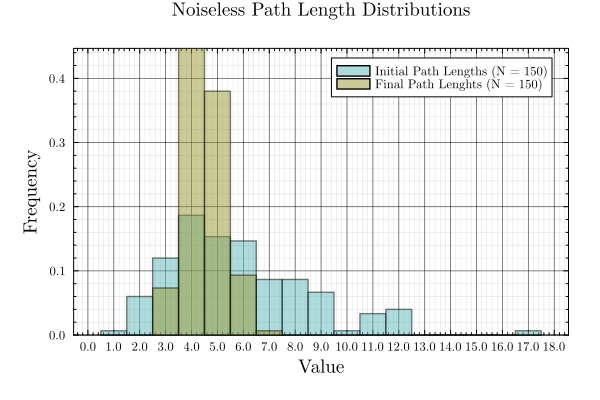 Noiseless Path Length Distributions
Initial Path Lengths (N = 150)
Final Path Lenghts (N = 150)
0.4
0.3
0.2
0.1
0.0
Frequency
0.0 1.0 2.0 3.0 4.0 5.0 6.0 7.0 8.0 9.0 10.0 11.0 12.0 13.0 14.0 15.0 16.0 17.0 18.0
Value